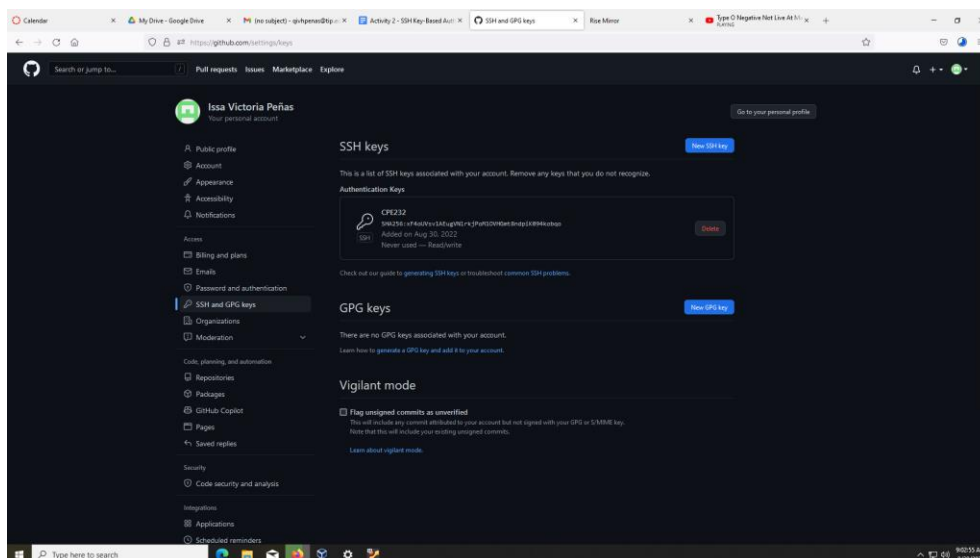 Calendar
My Drive - Google Drive
(no subject) - qivhpenas@tip.e
Activity 2 - SSH Key-Based Aut
SSH and GPG keys
Rise Mirror
Type O Negative Not Live At M
PLAYING
https://github.com/settings/keys
Search or jump to...
/
Pull requests Issues Marketplace Explore
Issa Victoria Peñas
Your personal account
Go to your personal profile
Public profile
Account
Appearance
Accessibility
Notifications
Access
Billing and plans
Emails
Password and authentication
SSH and GPG keys
Organizations
Moderation
Code, planning, and automation
Repositories
Packages
GitHub Copilot
Pages
Saved replies
Security
Code security and analysis
Integrations
Applications
Scheduled reminders
SSH keys
New SSH key
This is a list of SSH keys associated with your account. Remove any keys that you do not recognize.
Authentication Keys
CPE232
SSH
Added on Aug 30, 2022
Never used — Read/write
Delete
Check out our guide to generating SSH keys or troubleshoot common SSH problems.
GPG keys
New GPG key
There are no GPG keys associated with your account.
Learn how to generate a GPG key and add it to your account.
Vigilant mode
Flag unsigned commits as unverified
This will include any commit attributed to your account but not signed with your GPG or S/MIME key.
Note that this will include your existing unsigned commits.
Learn about vigilant mode.
Type here to search